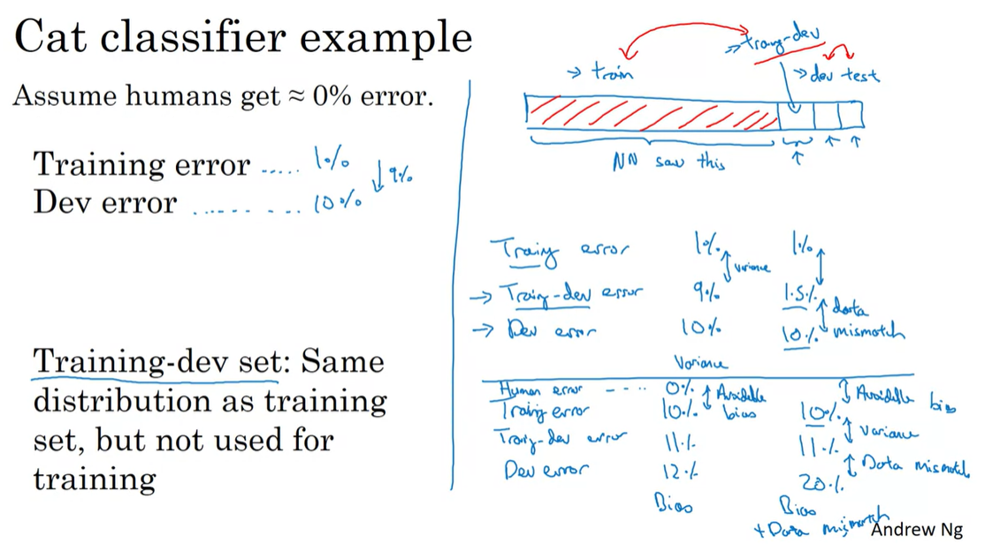 Cat classifier example
Assume humans get ≈ 0% error.
Training error ..... 1%
↓ 9%
Dev error ......... 10%
Training-dev set: Same
distribution as training
set, but not used for
training
→ train
→ traing-dev
→ dev test
NN saw this
Traing error 1% 1%
↕ variance
→ Traing-dev error 9% 1.5%
→ Dev error 10% 10%
↕ data mismatch
Variance
Human error ---- 0%
↕ Avoidable bias
↕ Avoidable bias
Traing error 10% 10%
↕ variance
Traing-dev error 11% 11%
↕ Data mismatch
Dev error 12% 20%
Bias
Bias
+ Data mismatch
Andrew Ng